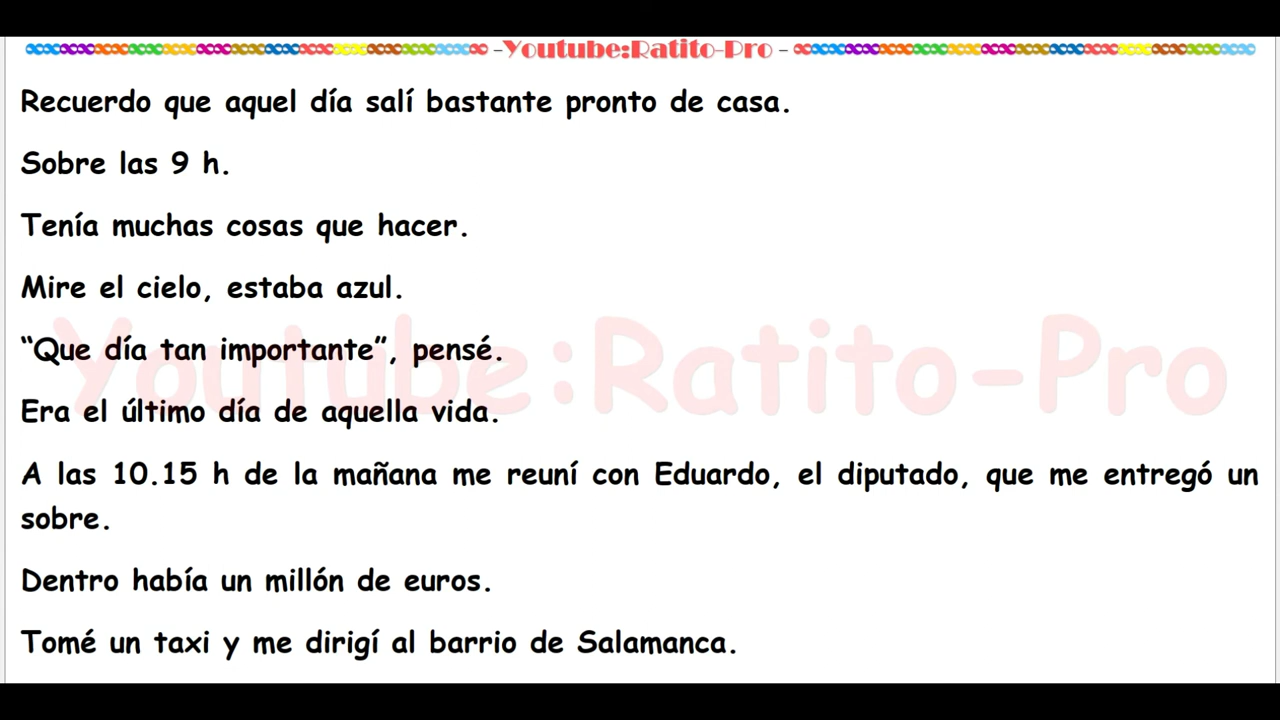 -Youtube:Ratito-Pro -
Recuerdo que aquel día salí bastante pronto de casa.
Sobre las 9 h.
Tenía muchas cosas que hacer.
Mire el cielo, estaba azul.
“Que día tan importante”, pensé.
Youtube:Ratito-Pro
Era el último día de aquella vida.
A las 10.15 h de la mañana me reuní con Eduardo, el diputado, que me entregó un
sobre.
Dentro había un millón de euros.
Tomé un taxi y me dirigí al barrio de Salamanca.